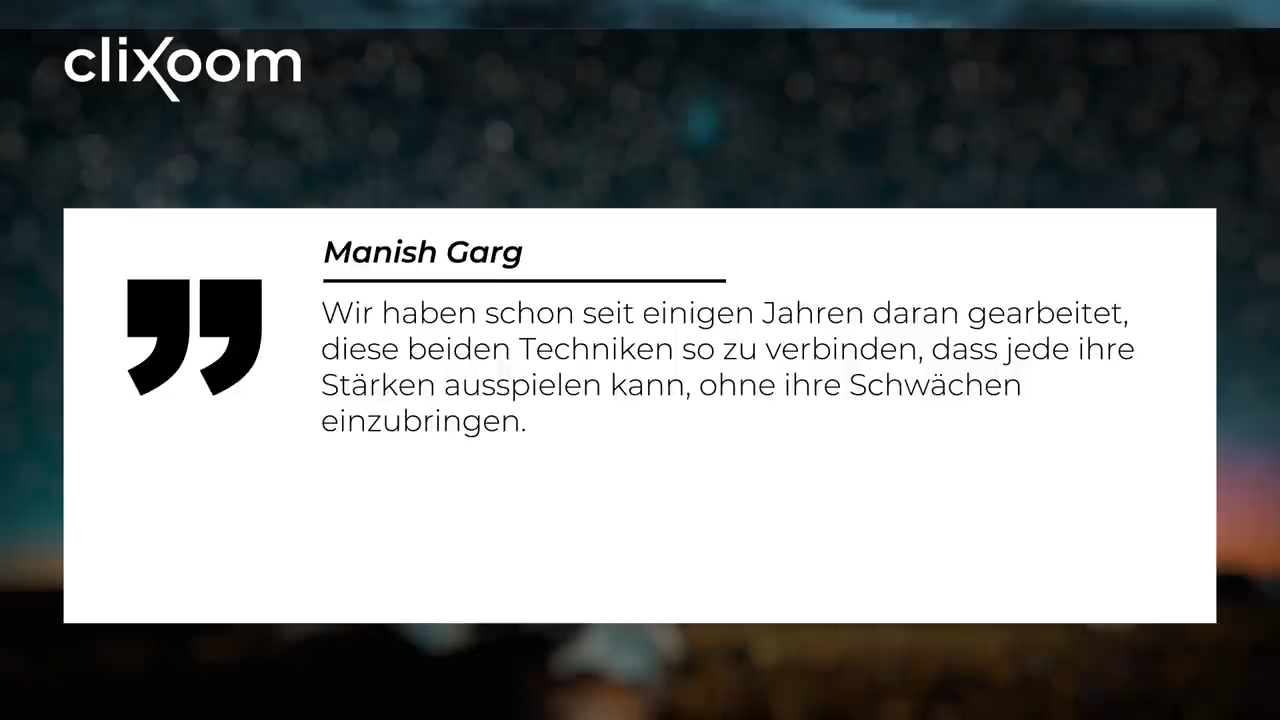 clixoom
Manish Garg
Wir haben schon seit einigen Jahren daran gearbeitet,
diese beiden Techniken so zu verbinden, dass jede ihre
Stärken ausspielen kann, ohne ihre Schwächen
einzubringen.